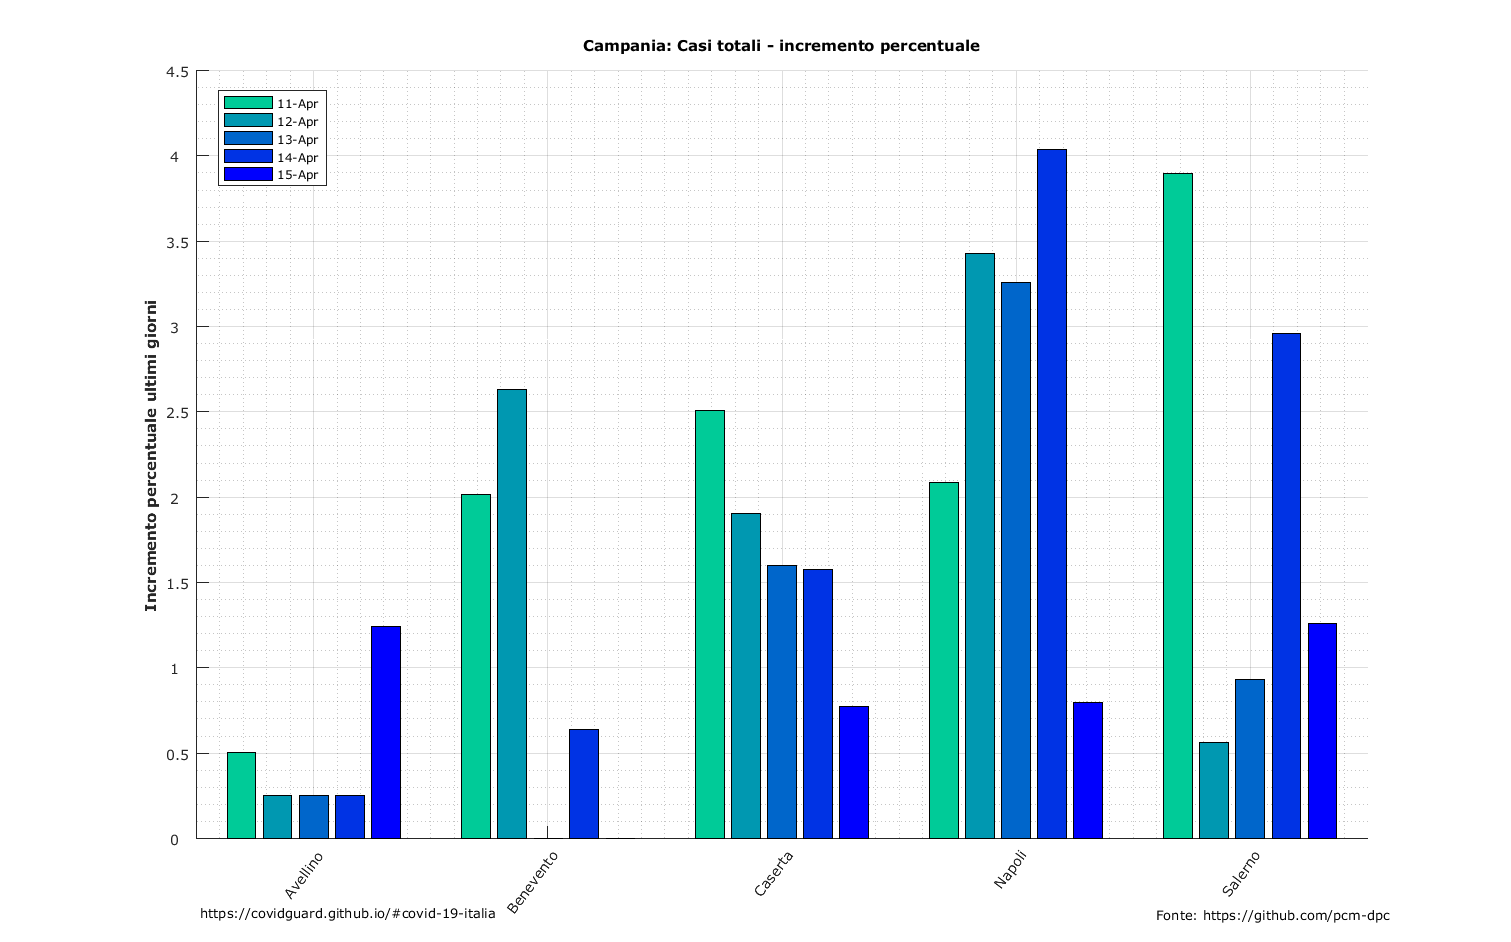 Campania: Casi totali - incremento percentuale
4.5
4
3.5
3
2.5
2
1.5
1
0.5
0
11-Apr
12-Apr
13-Apr
14-Apr
15-Apr
Incremento percentuale ultimi giorni
Avellino
Benevento
Caserta
Napoli
Salerno
https://covidguard.github.io/#covid-19-italia
Fonte: https://github.com/pcm-dpc